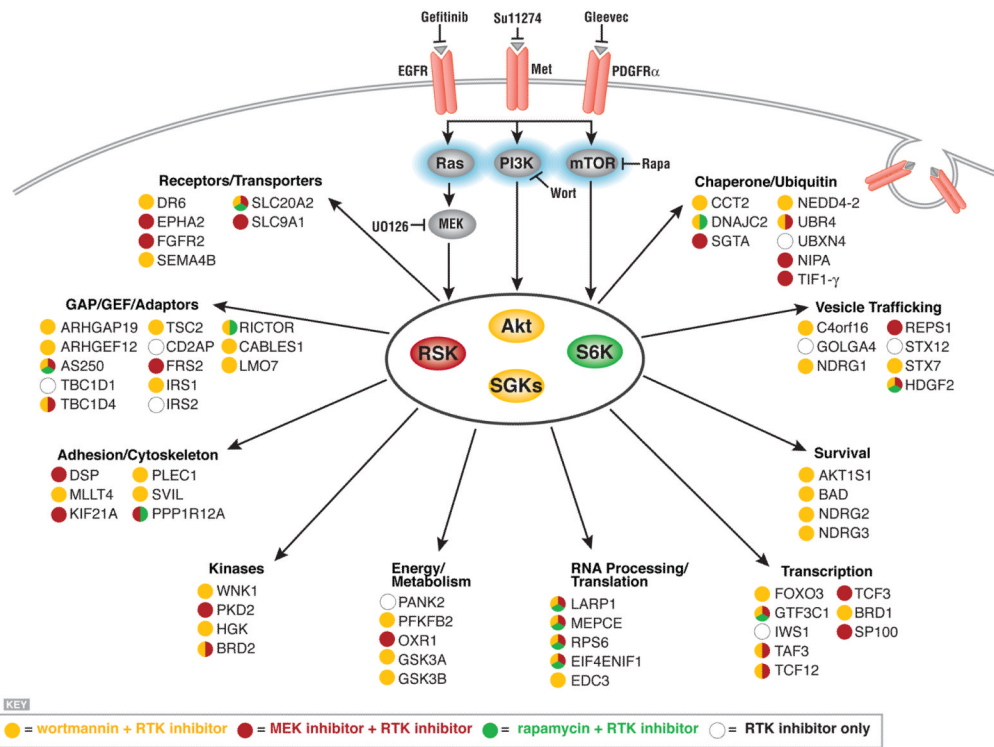 Gefitinib
Su11274
Gleevec
EGFR
Met
PDGFRα
Ras
PI3K
mTOR
Rapa
Wort
UO126
MEK
Receptors/Transporters
DR6
EPHA2
FGFR2
SEMA4B
SLC20A2
SLC9A1
Chaperone/Ubiquitin
CCT2
DNAJC2
SGTA
NEDD4-2
UBR4
UBXN4
NIPA
TIF1-γ
GAP/GEF/Adaptors
ARHGAP19
ARHGEF12
AS250
TBC1D1
TBC1D4
TSC2
CD2AP
FRS2
IRS1
IRS2
RICTOR
CABLES1
LMO7
Akt
RSK
S6K
SGKs
Vesicle Trafficking
C4orf16
GOLGA4
NDRG1
REPS1
STX12
STX7
HDGF2
Adhesion/Cytoskeleton
DSP
MLLT4
KIF21A
PLEC1
SVIL
PPP1R12A
Survival
AKT1S1
BAD
NDRG2
NDRG3
Kinases
WNK1
PKD2
HGK
BRD2
Energy/
Metabolism
PANK2
PFKFB2
OXR1
GSK3A
GSK3B
RNA Processing/
Translation
LARP1
MEPCE
RPS6
EIF4ENIF1
EDC3
Transcription
FOXO3
GTF3C1
IWS1
TAF3
TCF12
TCF3
BRD1
SP100
KEY
= wortmannin + RTK inhibitor
= MEK inhibitor + RTK inhibitor
= rapamycin + RTK inhibitor
= RTK inhibitor only